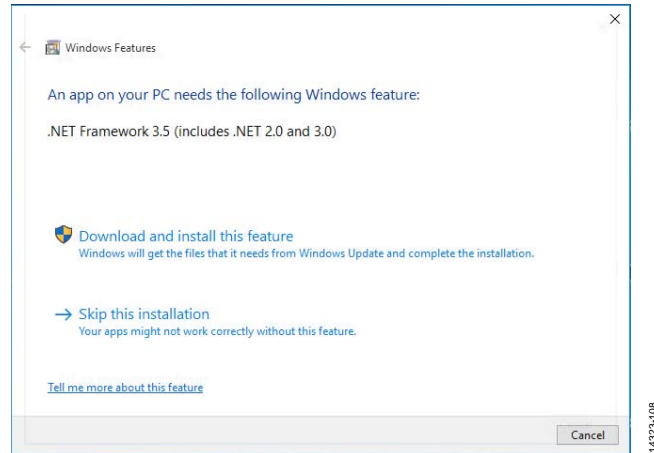 Windows Features
An app on your PC needs the following Windows feature:
.NET Framework 3.5 (includes .NET 2.0 and 3.0)
Download and install this feature
Windows will get the files that it needs from Windows Update and complete the installation.
Skip this installation
Your apps might not work correctly without this feature.
Tell me more about this feature
Cancel
14323-108